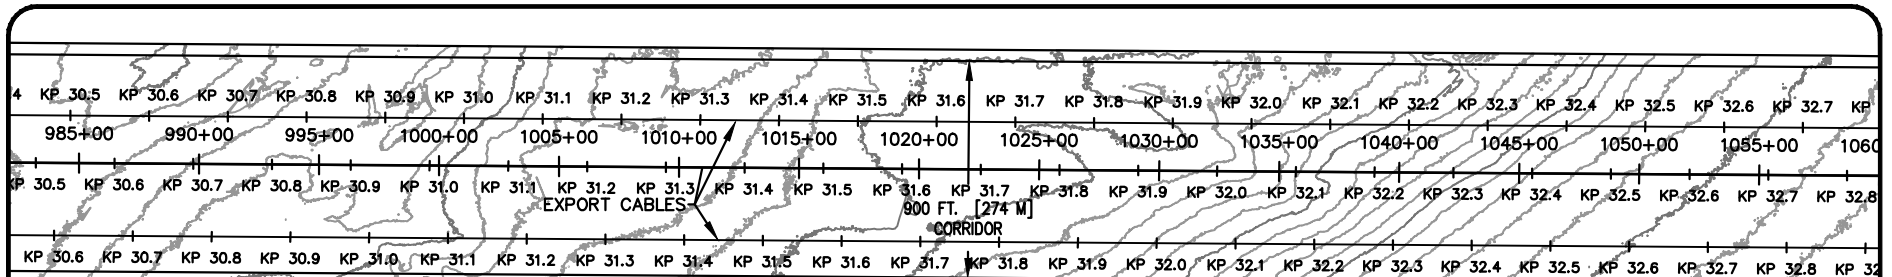 4 KP 30.5 KP 30.6 KP 30.7 KP 30.8 KP 30.9 KP 31.0 KP 31.1 KP 31.2 KP 31.3 KP 31.4 KP 31.5 KP 31.6 KP 31.7 KP 31.8 KP 31.9 KP 32.0 KP 32.1 KP 32.2 KP 32.3 KP 32.4 KP 32.5 KP 32.6 KP 32.7 KP
985+00 990+00 995+00 1000+00 1005+00 1010+00 1015+00 1020+00 1025+00 1030+00 1035+00 1040+00 1045+00 1050+00 1055+00 1060
KP 30.5 KP 30.6 KP 30.7 KP 30.8 KP 30.9 KP 31.0 KP 31.1 KP 31.2 KP 31.3 KP 31.4 KP 31.5 KP 31.6 KP 31.7 KP 31.8 KP 31.9 KP 32.0 KP 32.1 KP 32.2 KP 32.3 KP 32.4 KP 32.5 KP 32.6 KP 32.7 KP 32.8
EXPORT CABLES 900 FT. [274 M]
CORRIDOR
KP 30.6 KP 30.7 KP 30.8 KP 30.9 KP 31.0 KP 31.1 KP 31.2 KP 31.3 KP 31.4 KP 31.5 KP 31.6 KP 31.7 KP 31.8 KP 31.9 KP 32.0 KP 32.1 KP 32.2 KP 32.3 KP 32.4 KP 32.5 KP 32.6 KP 32.7 KP 32.8 KP 32